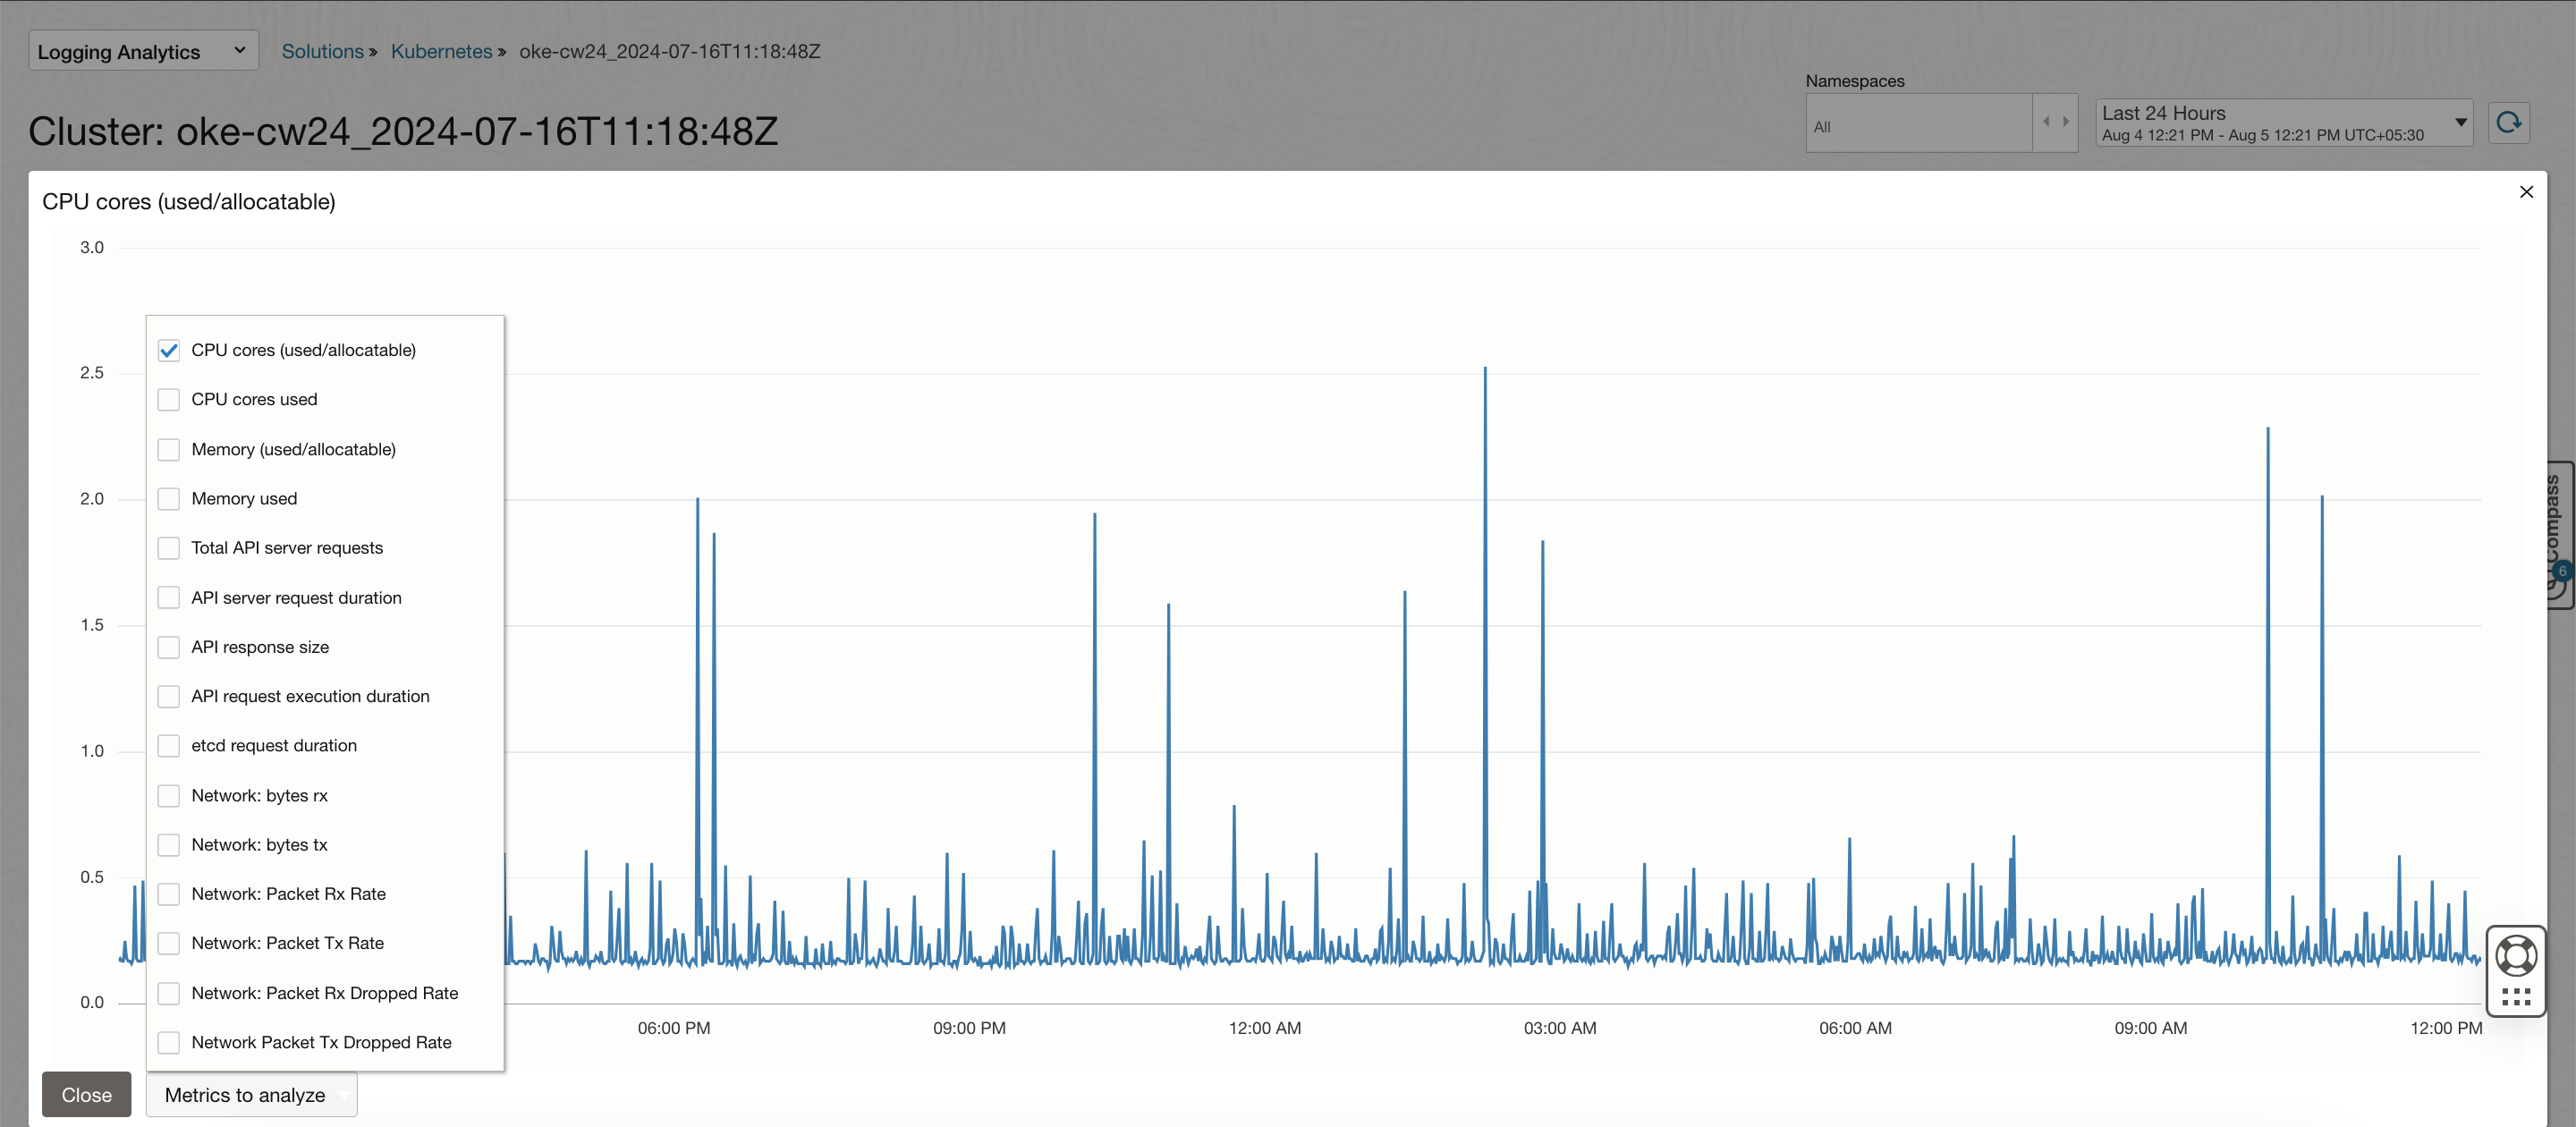 Logging Analytics
Solutions » Kubernetes » oke-cw24_2024-07-16T11:18:48Z
Namespaces
All
Last 24 Hours
Aug 4 12:21 PM - Aug 5 12:21 PM UTC+05:30
Cluster: oke-cw24_2024-07-16T11:18:48Z
CPU cores (used/allocatable)
3.0
2.5
2.0
1.5
1.0
0.5
0.0
CPU cores (used/allocatable)
CPU cores used
Memory (used/allocatable)
Memory used
Total API server requests
API server request duration
API response size
API request execution duration
etcd request duration
Network: bytes rx
Network: bytes tx
Network: Packet Rx Rate
Network: Packet Tx Rate
Network: Packet Rx Dropped Rate
Network Packet Tx Dropped Rate
06:00 PM
09:00 PM
12:00 AM
03:00 AM
06:00 AM
09:00 AM
12:00 PM
Compass
6
Close
Metrics to analyze